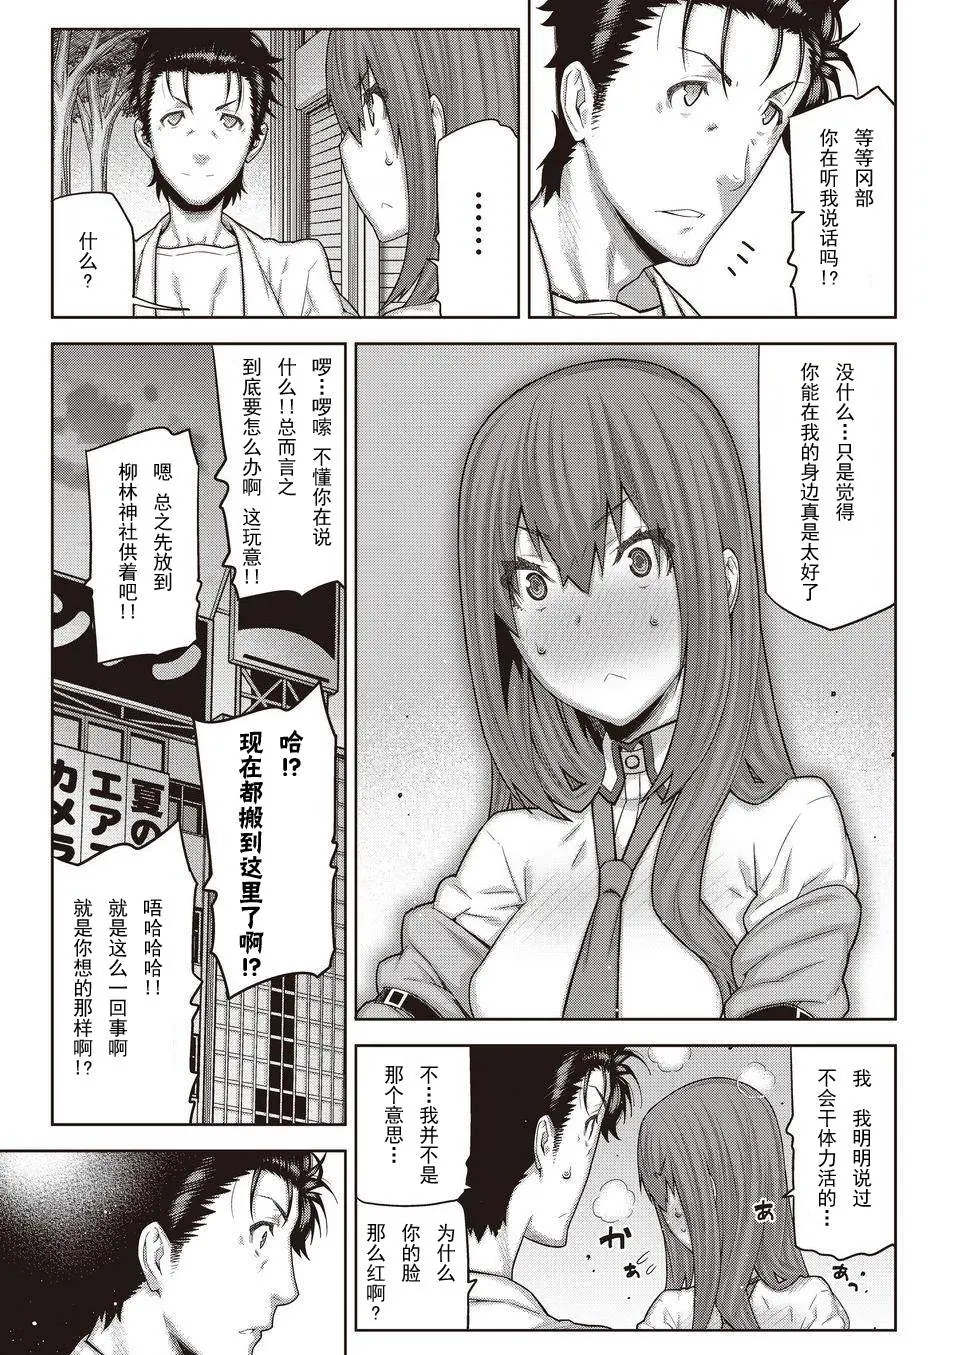 等等冈部
你在听我说话吗!?
……
什么?
没什么…只是觉得
你能在我的身边真是太好了
啰…啰嗦 不懂你在说
什么!!总而言之
到底要怎么办啊 这玩意!!
嗯 总之先放到
柳林神社供着吧!!
哈!?
现在都搬到这里了啊!?
夏の
エア
カメラ
唔哈哈哈!!
就是这么一回事啊
就是你想的那样啊!?
我 我明明说过
不会干体力活的…
不…我并不是
那个意思…
为什么
你的脸
那么红啊?
かぁ
あぁっ